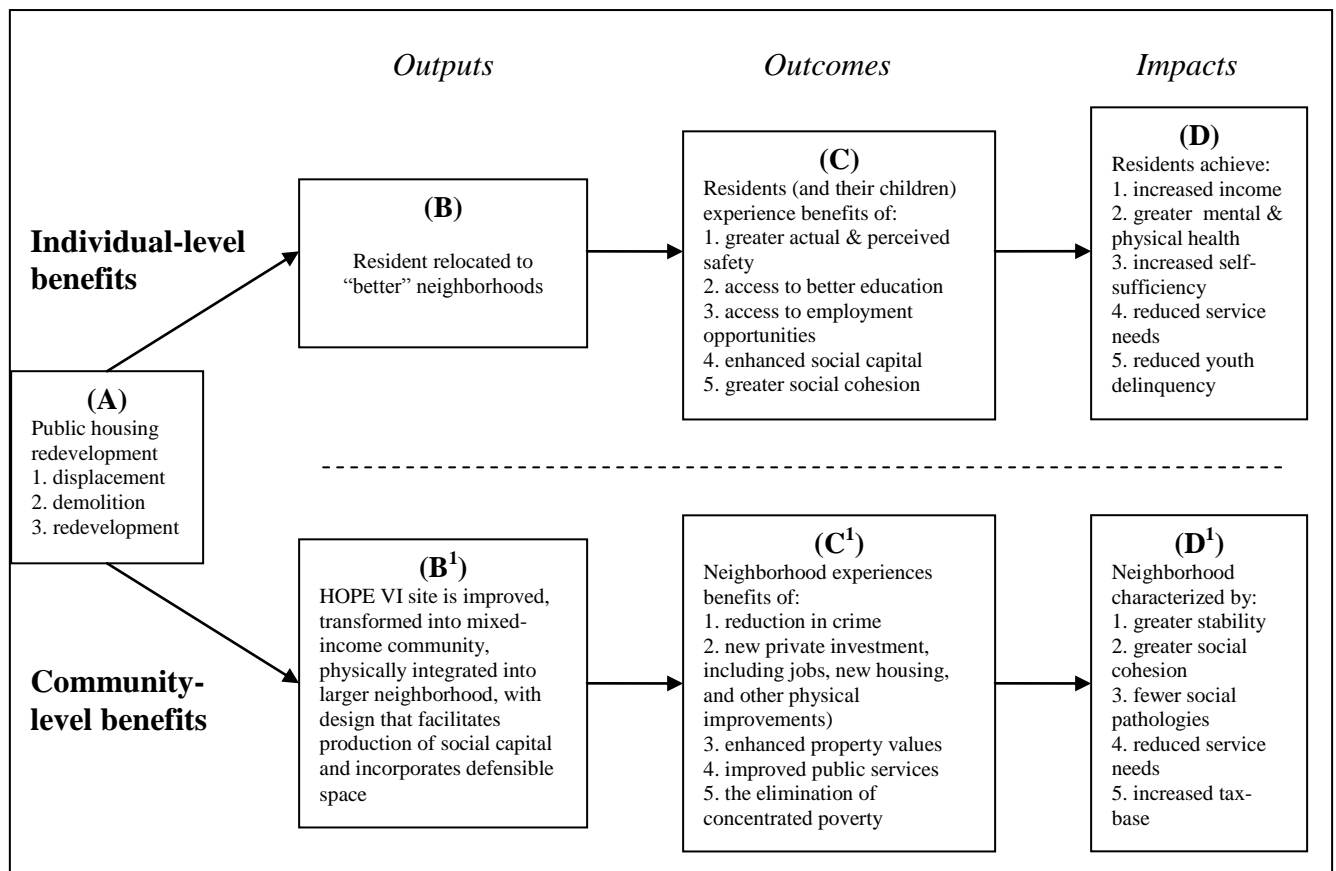 Outputs
Outcomes
Impacts
Individual-level
benefits
(A)
Public housing
redevelopment
1. displacement
2. demolition
3. redevelopment
(B)
Resident relocated to
“better” neighborhoods
(C)
Residents (and their children)
experience benefits of:
1. greater actual & perceived
safety
2. access to better education
3. access to employment
opportunities
4. enhanced social capital
5. greater social cohesion
(D)
Residents achieve:
1. increased income
2. greater mental &
physical health
3. increased self-
sufficiency
4. reduced service
needs
5. reduced youth
delinquency
Community-
level benefits
(B¹)
HOPE VI site is improved,
transformed into mixed-
income community,
physically integrated into
larger neighborhood, with
design that facilitates
production of social capital
and incorporates defensible
space
(C¹)
Neighborhood experiences
benefits of:
1. reduction in crime
2. new private investment,
including jobs, new housing,
and other physical
improvements)
3. enhanced property values
4. improved public services
5. the elimination of
concentrated poverty
(D¹)
Neighborhood
characterized by:
1. greater stability
2. greater social
cohesion
3. fewer social
pathologies
4. reduced service
needs
5. increased tax-
base